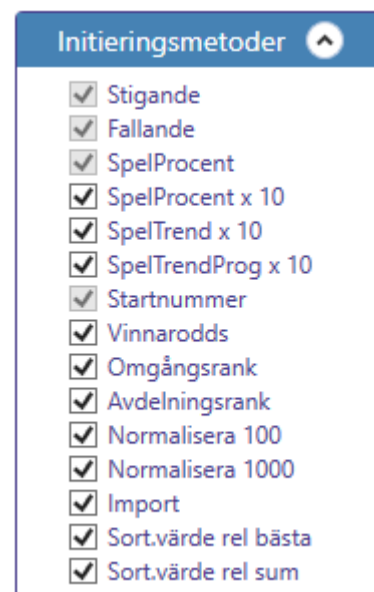 Initieringsmetoder
Stigande
Fallande
SpelProcent
SpelProcent x 10
SpelTrend x 10
SpelTrendProg x 10
Startnummer
Vinnarodds
Omgångsrank
Avdelningsrank
Normalisera 100
Normalisera 1000
Import
Sort.värde rel bästa
Sort.värde rel sum